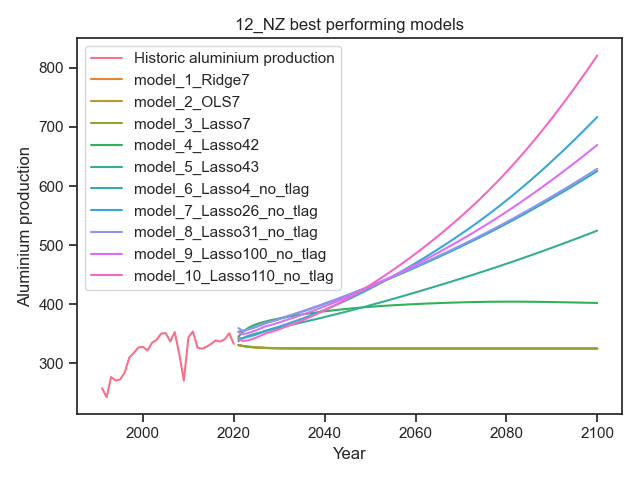 12_NZ best performing models
Historic aluminium production
model_1_Ridge7
model_2_OLS7
model_3_Lasso7
model_4_Lasso42
model_5_Lasso43
model_6_Lasso4_no_tlag
model_7_Lasso26_no_tlag
model_8_Lasso31_no_tlag
model_9_Lasso100_no_tlag
model_10_Lasso110_no_tlag
Aluminium production
800
700
600
500
400
300
2000
2020
2040
2060
2080
2100
Year